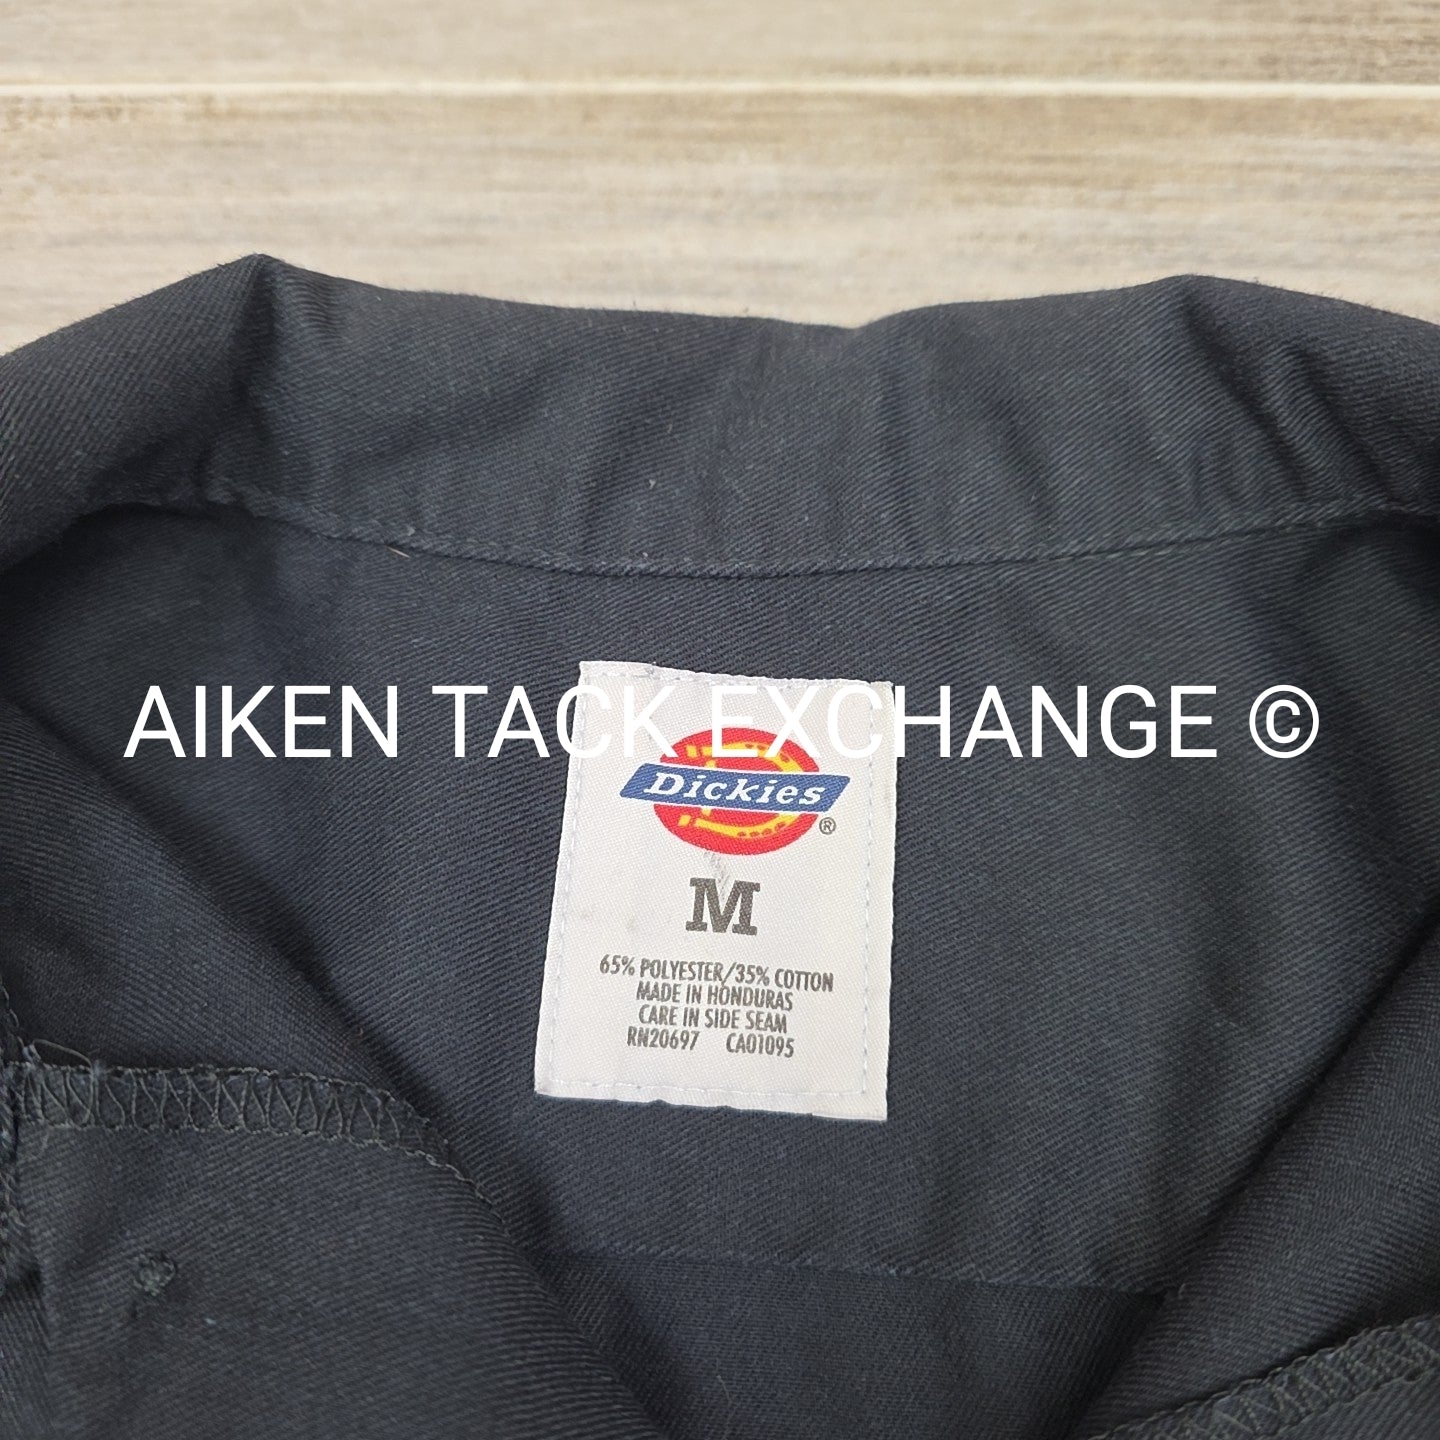 AIKEN TACK EXCHANGE ©
Dickies ®
M
65% POLYESTER/35% COTTON
MADE IN HONDURAS
CARE IN SIDE SEAM
RN20697 CA01095